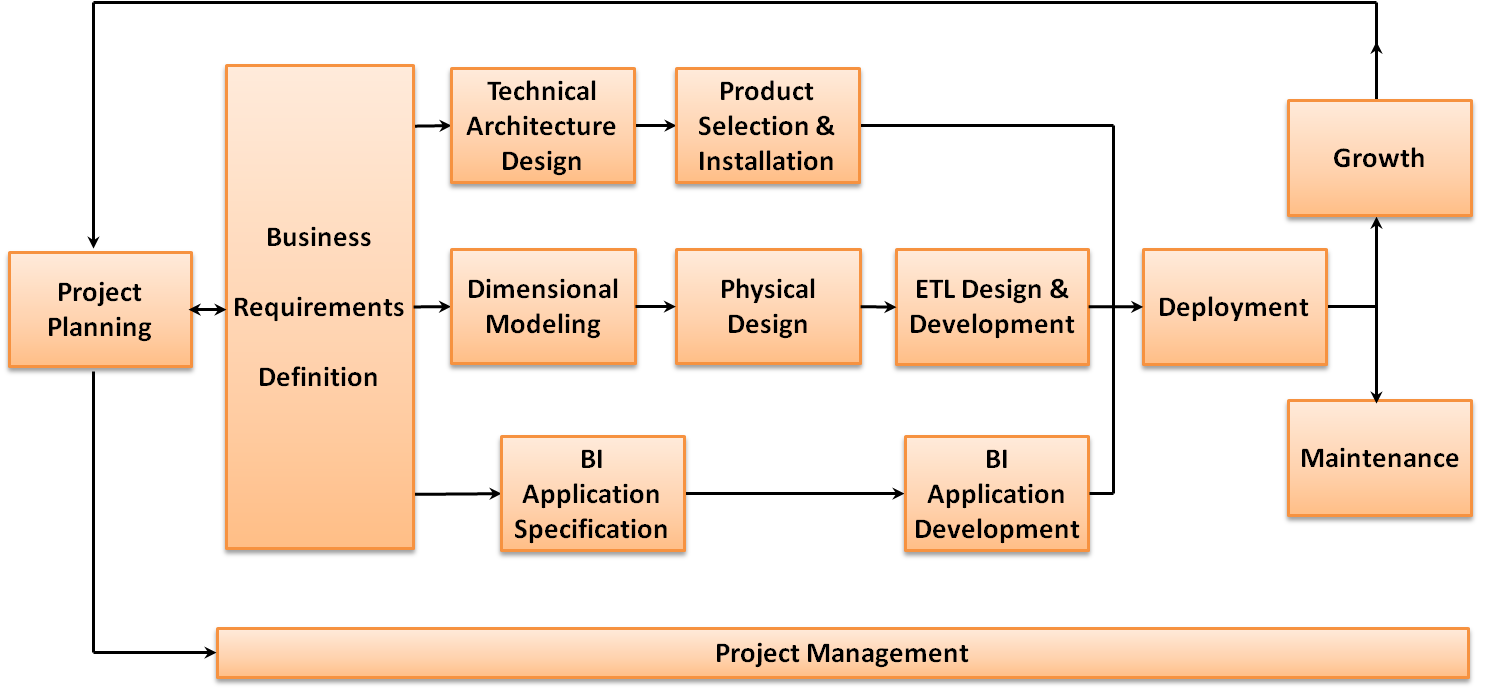 Project
Planning
Business
Requirements
Definition
Technical
Architecture
Design
Product
Selection &
Installation
Dimensional
Modeling
Physical
Design
ETL Design &
Development
BI
Application
Specification
BI
Application
Development
Deployment
Growth
Maintenance
Project Management